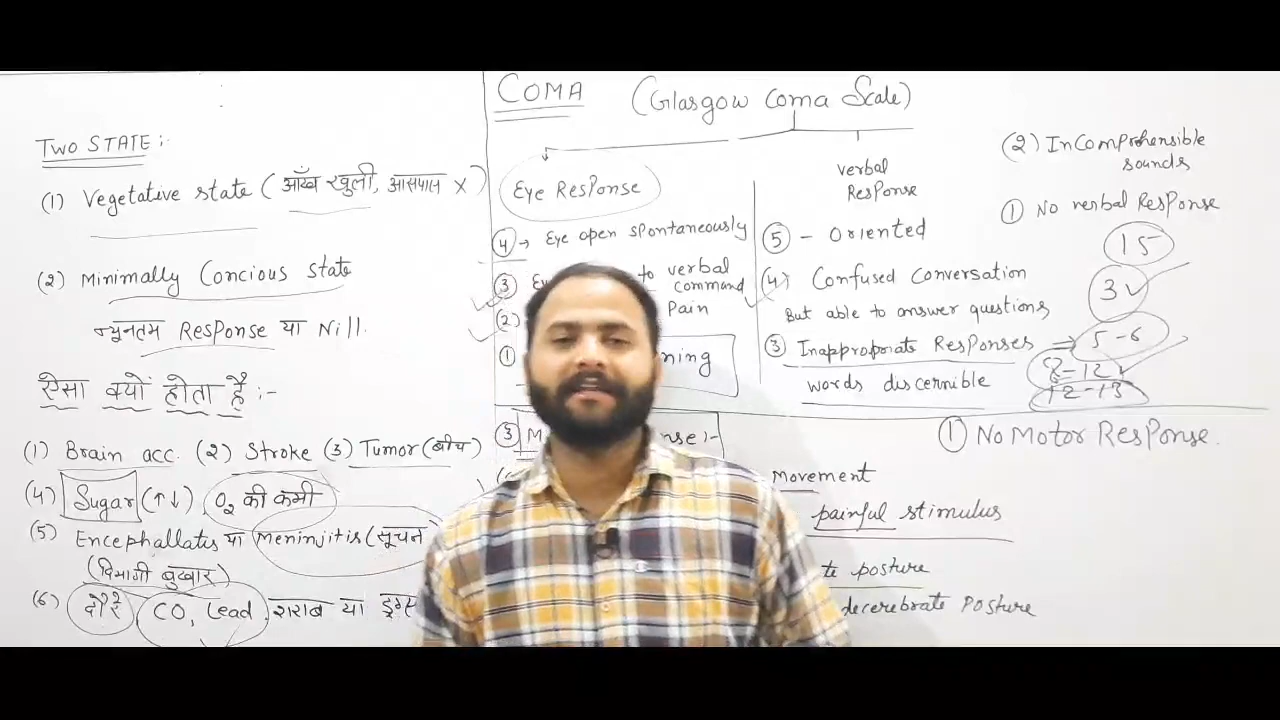 TWO STATE :-
(1) Vegetative state ( आँख खुली, आसपास X )
(2) Minimally Concious State
न्यूनतम Response या Nill.
ऐसा क्यों होता है :-
(1) Brain acc. (2) Stroke (3) Tumor (बीच)
(4) Sugar (↑↓), O₂ की कमी
(5) Encephallatis या Meninjitis (सूचन
(दिमागी बुखार)
(6) दौरे CO, Lead, शराब या ड्रग्स
COMA (Glasgow Coma Scale)
Eye Response
(4) → Eye open spontaneously
(3) to verbal command
(2) Pain
(1)
verbal Response
(5) - Oriented
(4) Confused Conversation
But able to answer questions
(3) Inappropriate Responses
words discernible
(2) InComprehensible sounds
(1) No verbal Response
15
3 ✓
5-6
8-12
12-13
(3)
(1) No Motor Response.
movement
painful stimulus
posture
decerebrate Posture